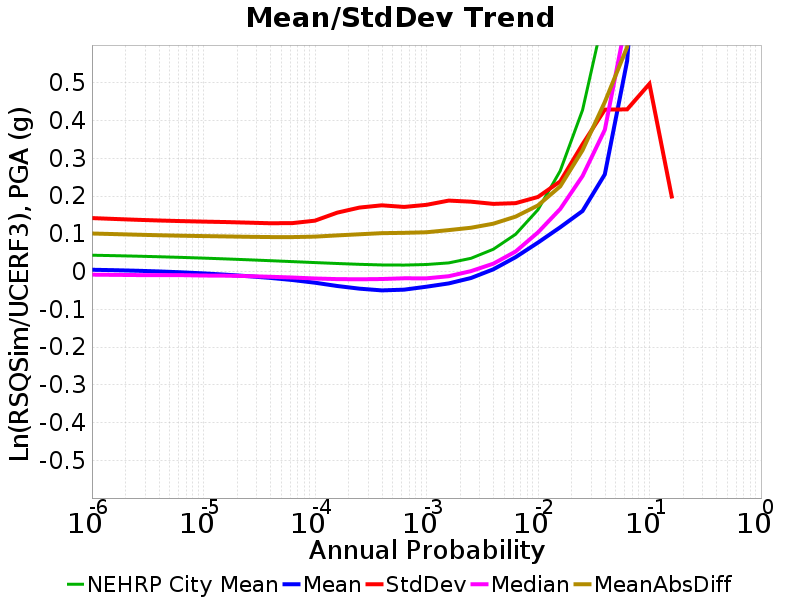 Mean/StdDev Trend
Ln(RSQSim/UCERF3), PGA (g)
0.5
0.4
0.3
0.2
0.1
0
-0.1
-0.2
-0.3
-0.4
-0.5
10^-6 10^-5 10^-4 10^-3 10^-2 10^-1 10^0
Annual Probability
NEHRP City Mean Mean StdDev Median MeanAbsDiff